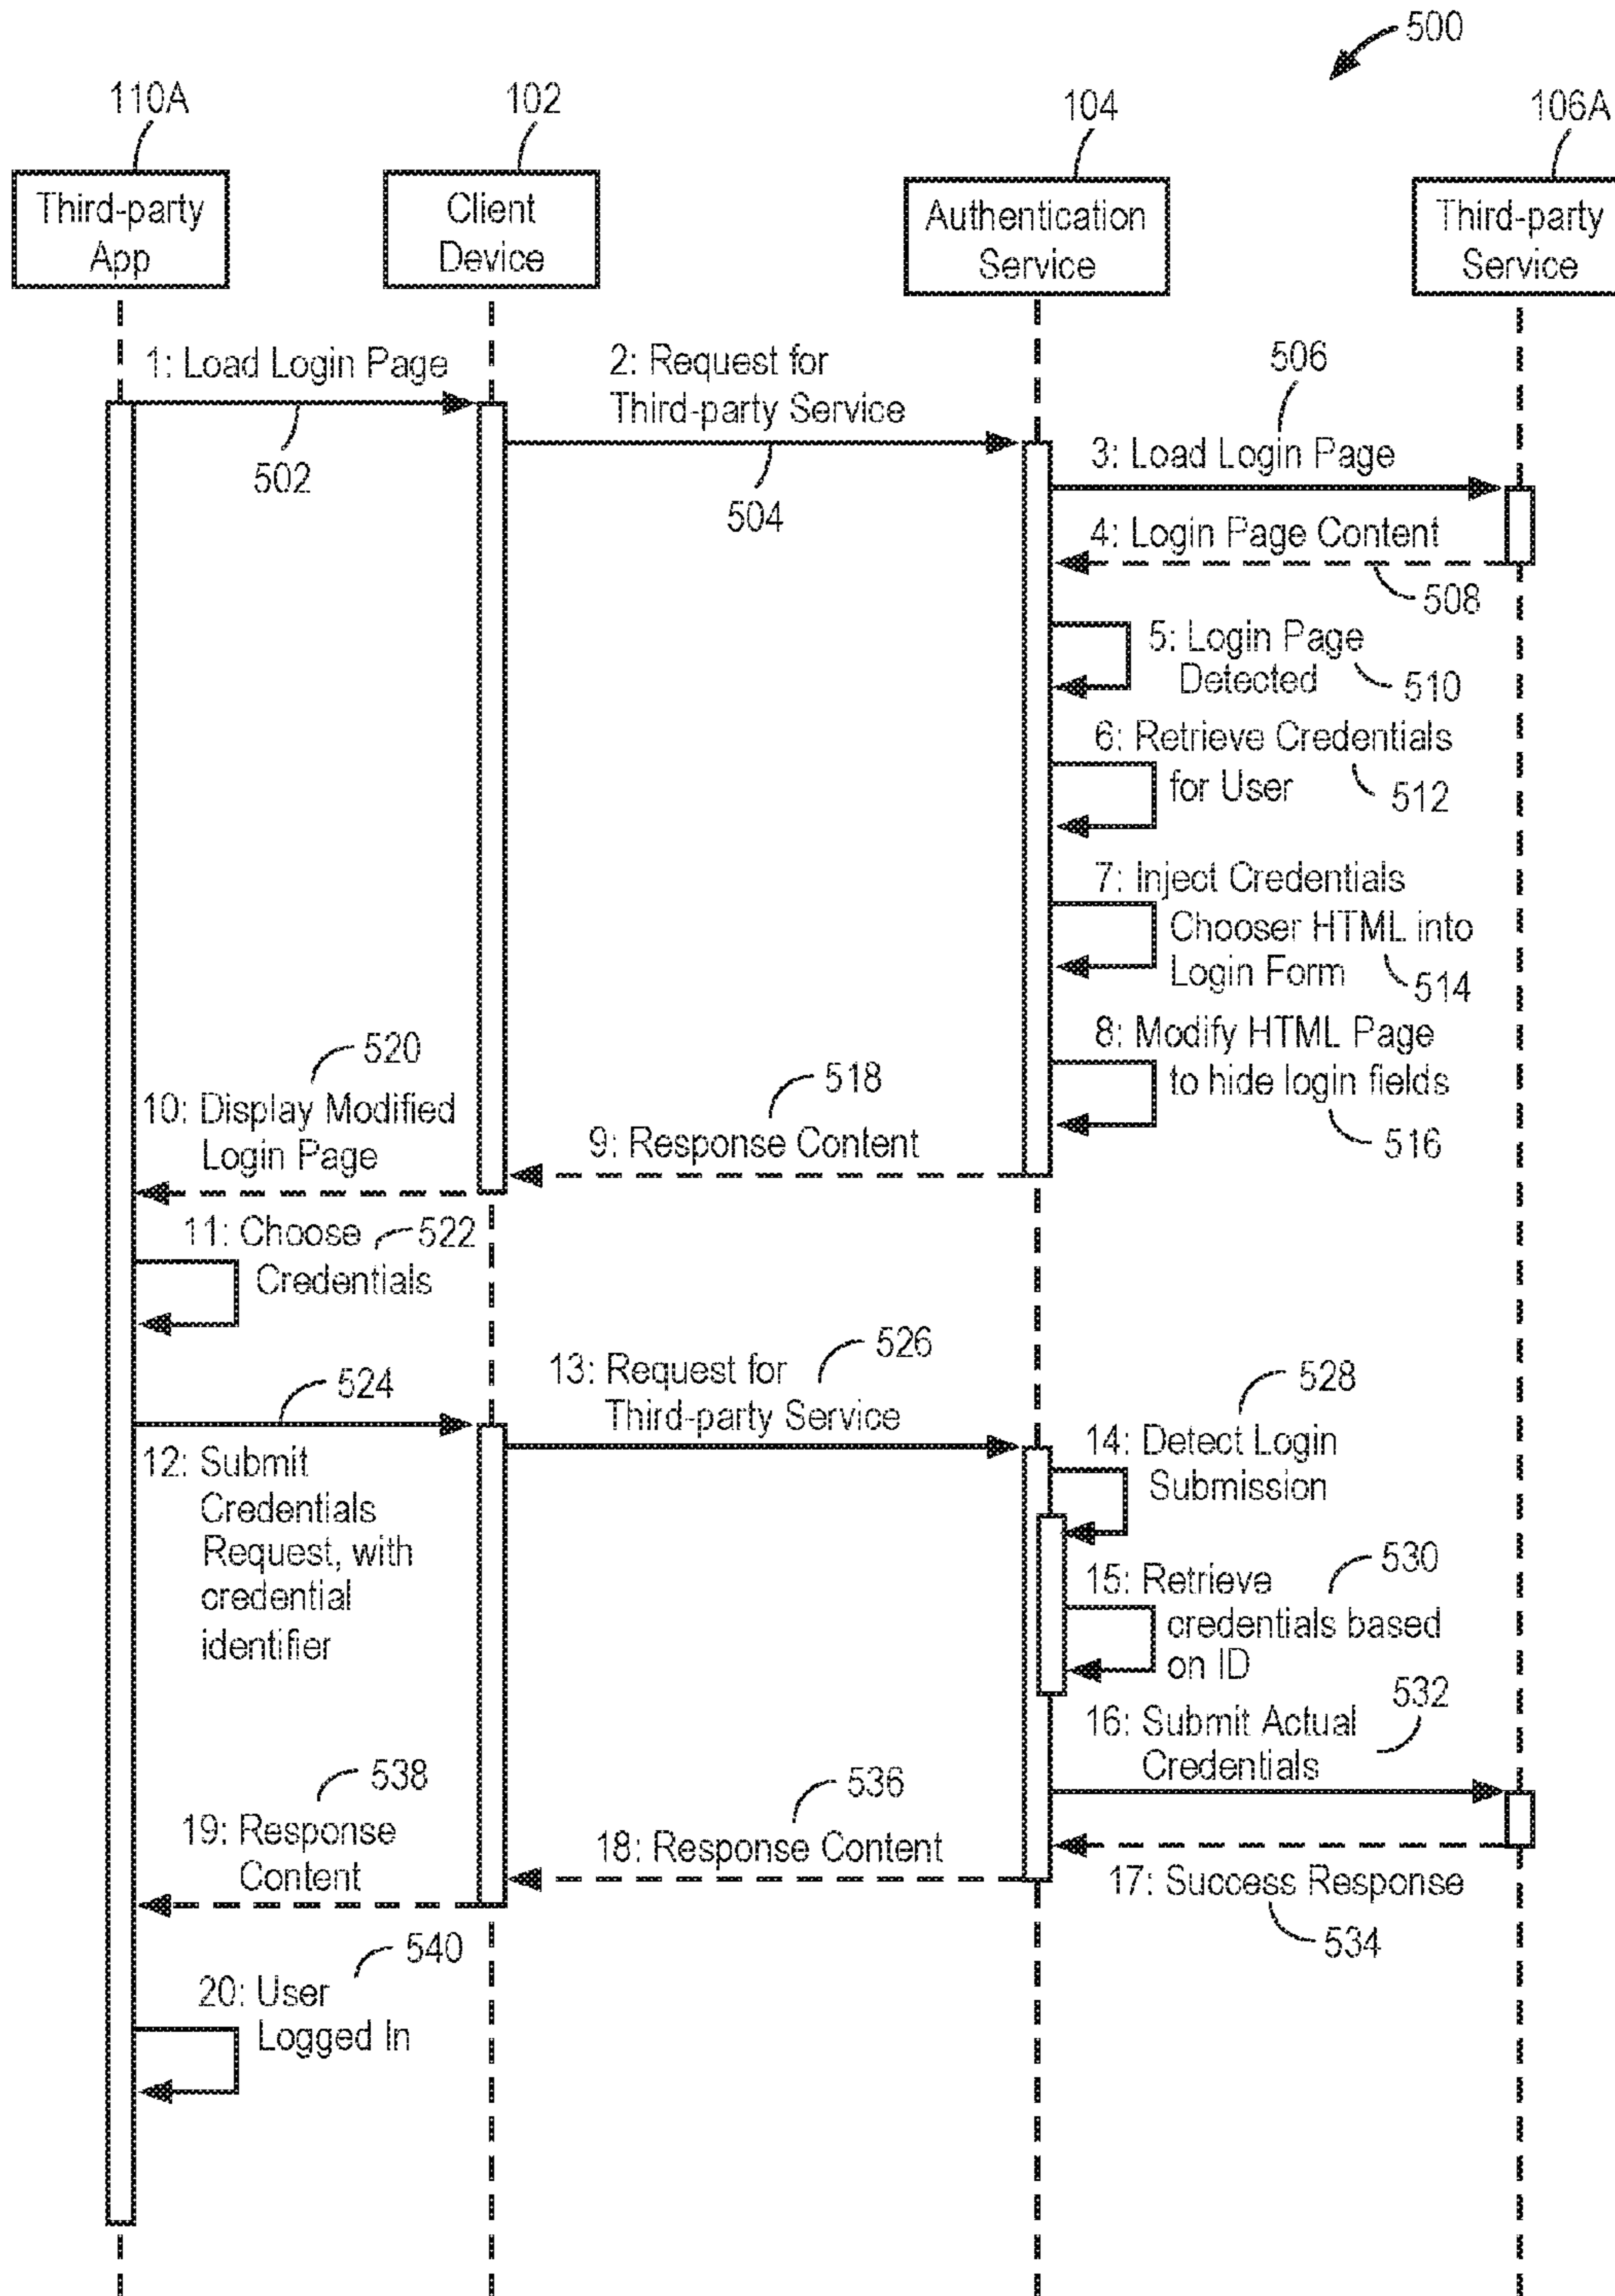 500
110A
102
104
106A
Third-party
App
Client
Device
Authentication
Service
Third-party
Service
1: Load Login Page
502
2: Request for
Third-party Service
504
506
3: Load Login Page
4: Login Page Content
508
5: Login Page
Detected
510
6: Retrieve Credentials
for User
512
7: Inject Credentials
Chooser HTML into
Login Form
514
8: Modify HTML Page
to hide login fields
516
518
9: Response Content
520
10: Display Modified
Login Page
11: Choose
Credentials
522
524
12: Submit
Credentials
Request, with
credential
identifier
13: Request for
Third-party Service
526
528
14: Detect Login
Submission
530
15: Retrieve
credentials based
on ID
532
16: Submit Actual
Credentials
17: Success Response
534
536
18: Response Content
538
19: Response
Content
540
20: User
Logged In